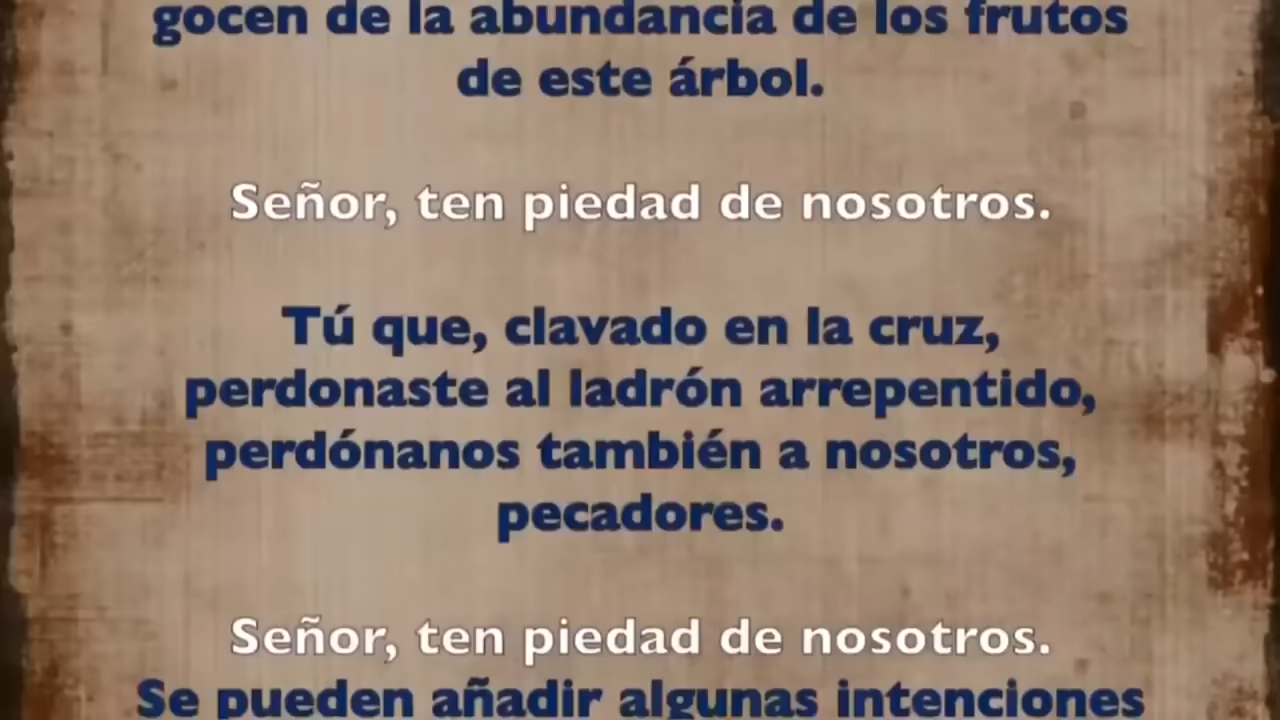 gocen de la abundancia de los frutos
de este árbol.
Señor, ten piedad de nosotros.
Tú que, clavado en la cruz,
perdonaste al ladrón arrepentido,
perdónanos también a nosotros,
pecadores.
Señor, ten piedad de nosotros.
Se pueden añadir algunas intenciones